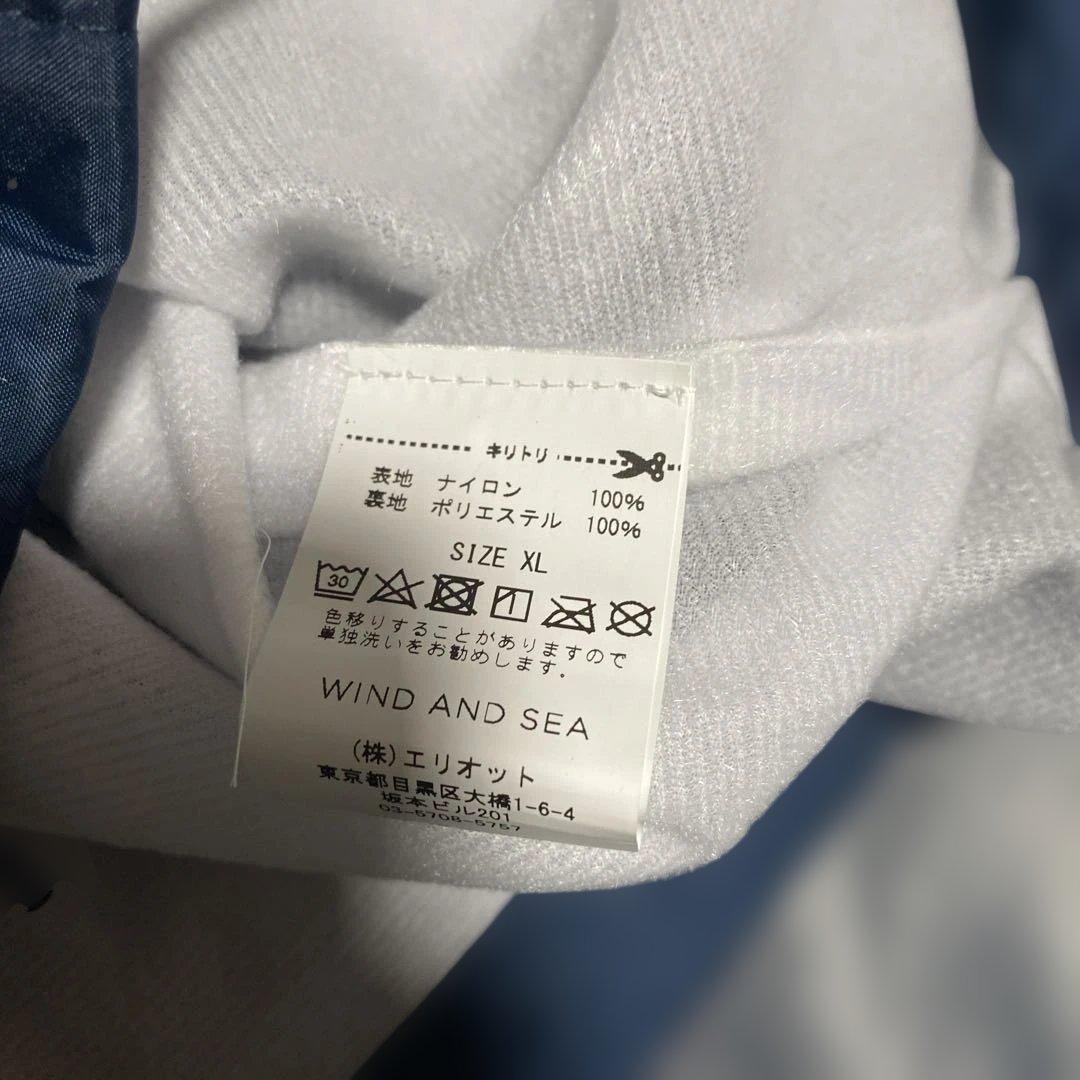 キリトリ
表地 ナイロン 100%
裏地 ポリエステル 100%
SIZE XL
30
色移りすることがありますので
単独洗いをお勧めします。
WIND AND SEA
(株)エリオット
東京都目黒区大橋1-6-4
坂本ビル201
03-5708-5757